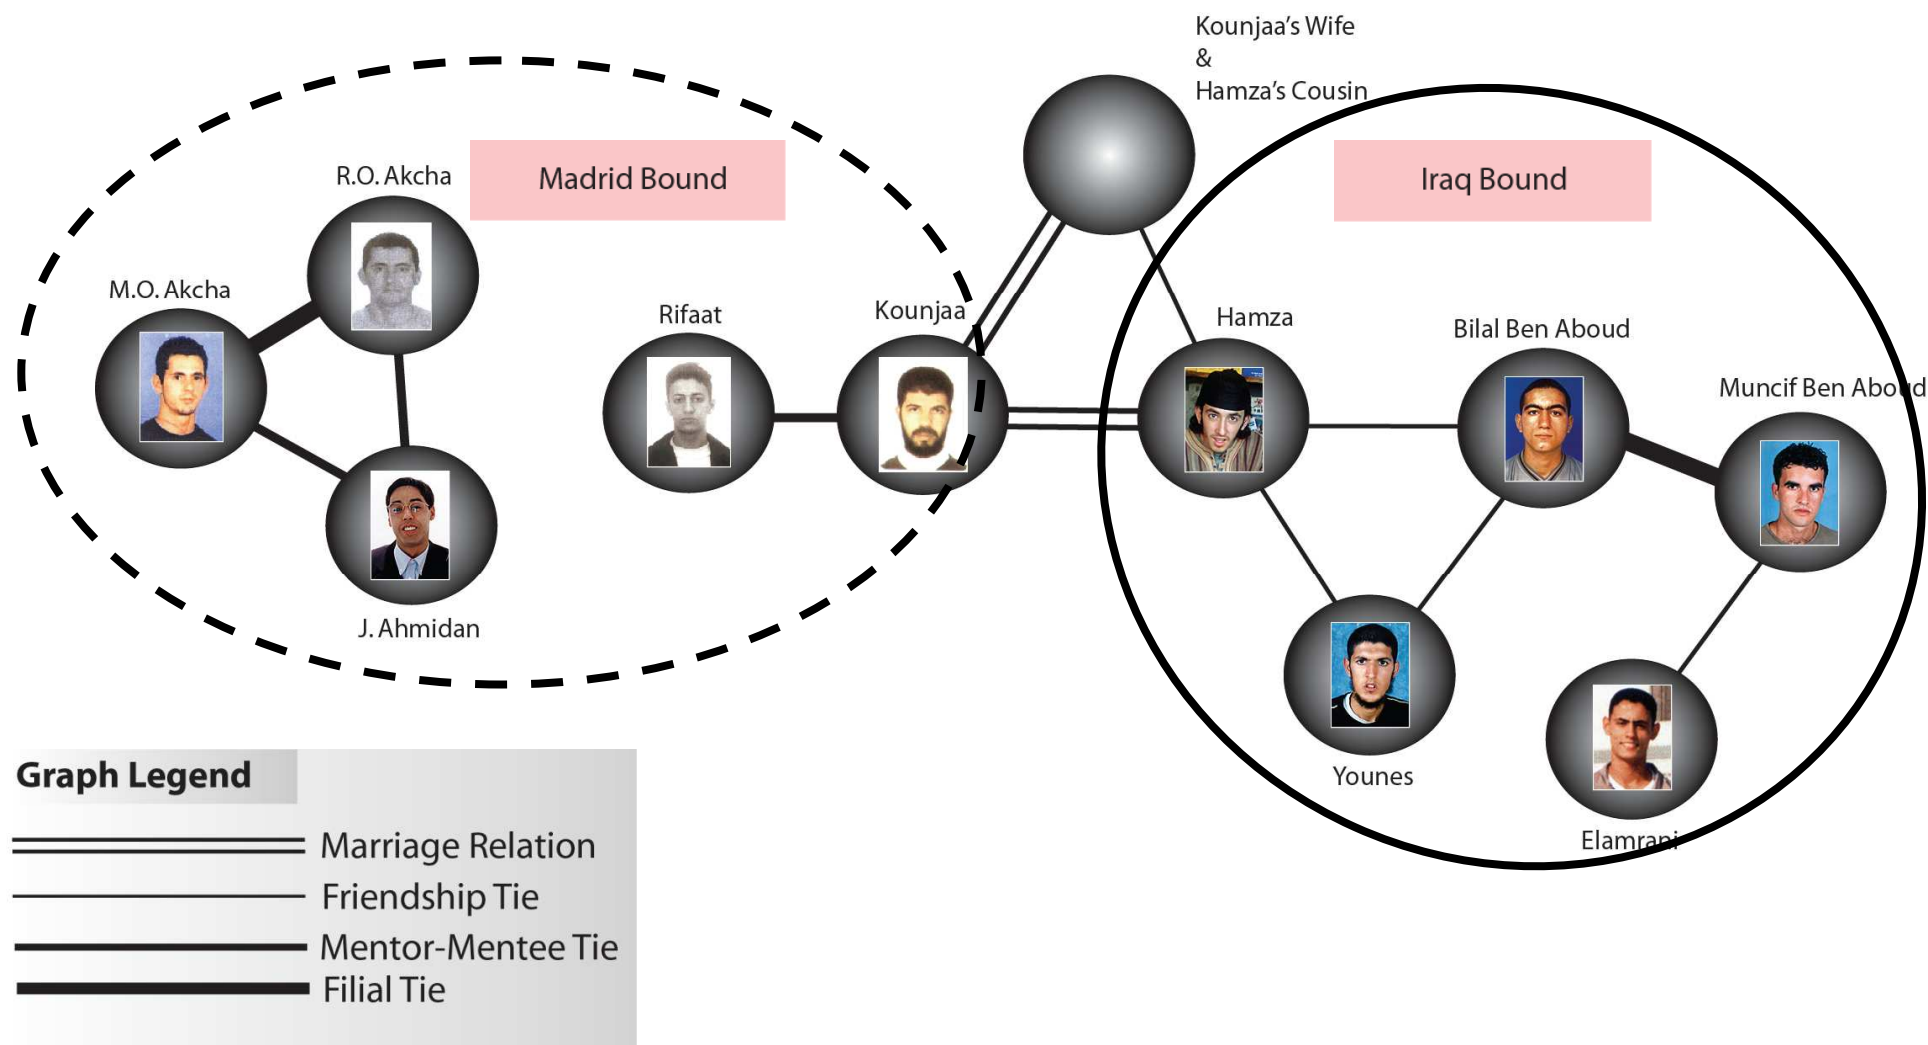 Kounjaa's Wife
&
Hamza's Cousin
Madrid Bound
Iraq Bound
R.O. Akcha
M.O. Akcha
Rifaat
Kounjaa
Hamza
Bilal Ben Aboud
Muncif Ben Aboud
J. Ahmidan
Younes
Elamrani
Graph Legend
Marriage Relation
Friendship Tie
Mentor-Mentee Tie
Filial Tie